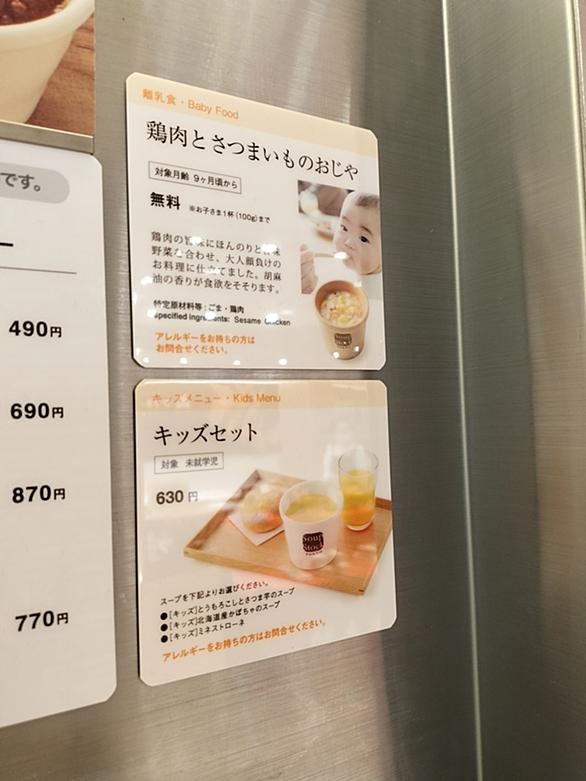 です。
490円
690円
870円
770円
離乳食・Baby Food
鶏肉とさつまいものおじや
対象月齢 9ヶ月頃から
無料 ※お子さま1杯(100g)まで
鶏肉の旨味にほんのりと甘味
野菜を合わせ、大人顔負けの
お料理に仕立てました。胡麻
油の香りが食欲をそそります。
特定原材料等:ごま・鶏肉
specified ingredients: Sesame Chicken
アレルギーをお持ちの方は
お問合せください。
Soup
Stock
キッズメニュー・Kids Menu
キッズセット
対象 未就学児
630円
Soup
Stock
TOKYO
スープを下記よりお選びください。
●[キッズ]とうもろこしとさつま芋のスープ
●[キッズ]北海道産かぼちゃのスープ
●[キッズ]ミネストローネ
アレルギーをお持ちの方はお問合せください。